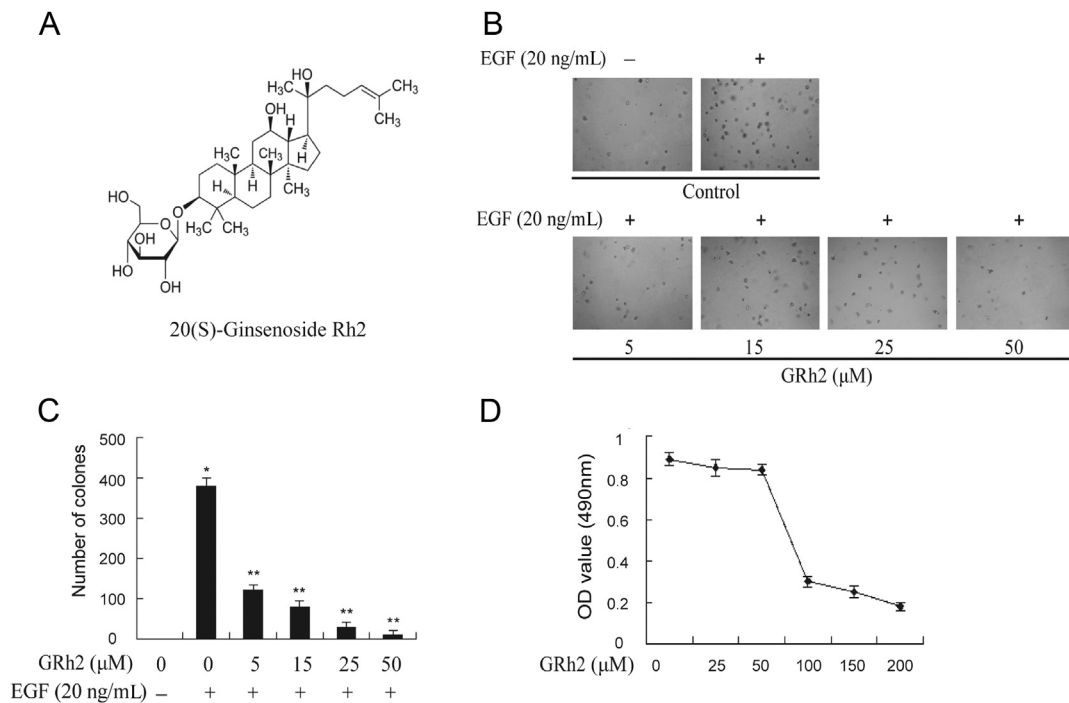 A
HO
H₃C
CH₃
CH₃
OH
H
H₃C
CH₃
H
H
H
CH₃
HO
O
O
OH
H₃C CH₃
HO
OH
20(S)-Ginsenoside Rh2
B
EGF (20 ng/mL) – +
Control
EGF (20 ng/mL) + + + +
5 15 25 50
GRh2 (μM)
C
Number of colones
500
400
300
200
100
0
*
**
**
**
**
GRh2 (μM) 0 0 5 15 25 50
EGF (20 ng/mL) – + + + + +
D
OD value (490nm)
1
0.8
0.6
0.4
0.2
0
GRh2 (μM) 0 25 50 100 150 200